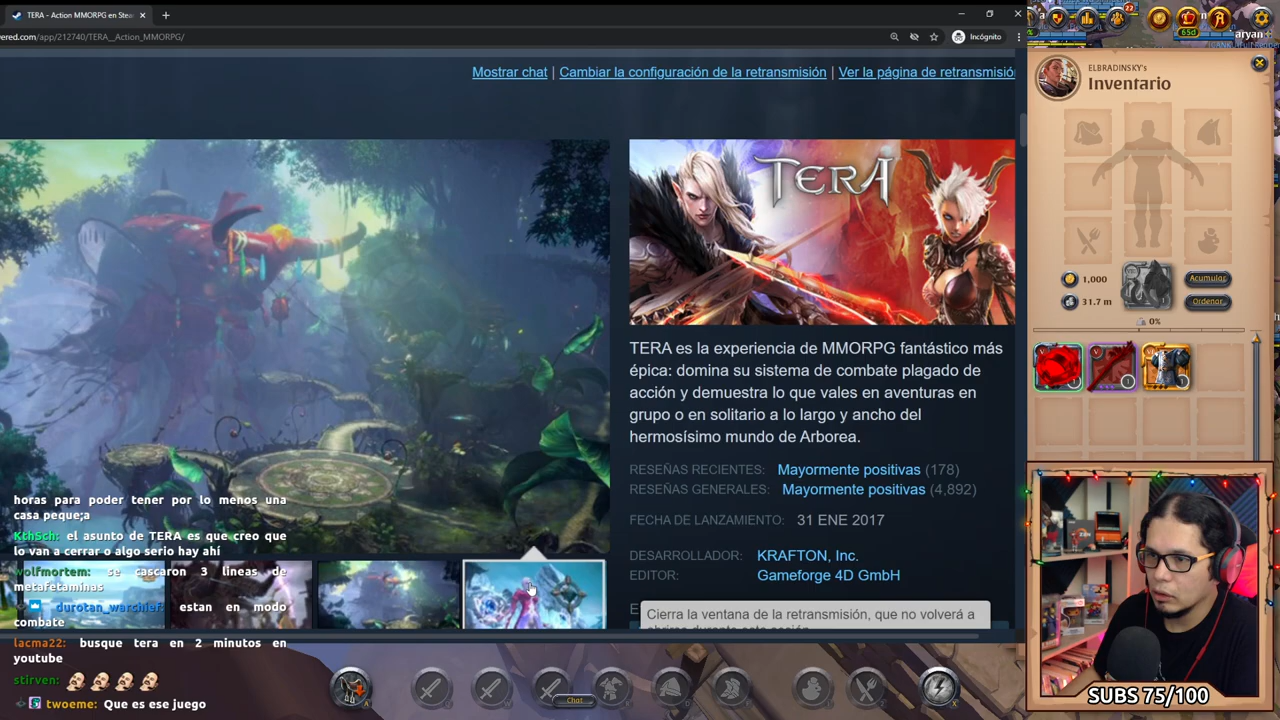 TERA - Action MMORPG en Stea
ered.com/app/212740/TERA__Action_MMORPG/
Incógnito
Mostrar chat | Cambiar la configuración de la retransmisión | Ver la página de retransmisió
TERA
TERA es la experiencia de MMORPG fantástico más
épica: domina su sistema de combate plagado de
acción y demuestra lo que vales en aventuras en
grupo o en solitario a lo largo y ancho del
hermosísimo mundo de Arborea.
RESEÑAS RECIENTES: Mayormente positivas (178)
RESEÑAS GENERALES: Mayormente positivas (4,892)
FECHA DE LANZAMIENTO: 31 ENE 2017
DESARROLLADOR: KRAFTON, Inc.
EDITOR: Gameforge 4D GmbH
Cierra la ventana de la retransmisión, que no volverá a
horas para poder tener por lo menos una
casa peque;a
KthSch: el asunto de TERA es que creo que
lo van a cerrar o algo serio hay ahí
wolfmortem: se cascaron 3 lineas de
metafetaminas
durotan_warchief: estan en modo
combate
lacma22: busque tera en 2 minutos en
youtube
stirven:
twoeme: Que es ese juego
Chat
A
X
22
65d
aryan
ELBRADINSKY's
Inventario
1,000
Acumular
31.7 m
Ordenar
0%
V
V
V
1
1
1
SUBS 75/100